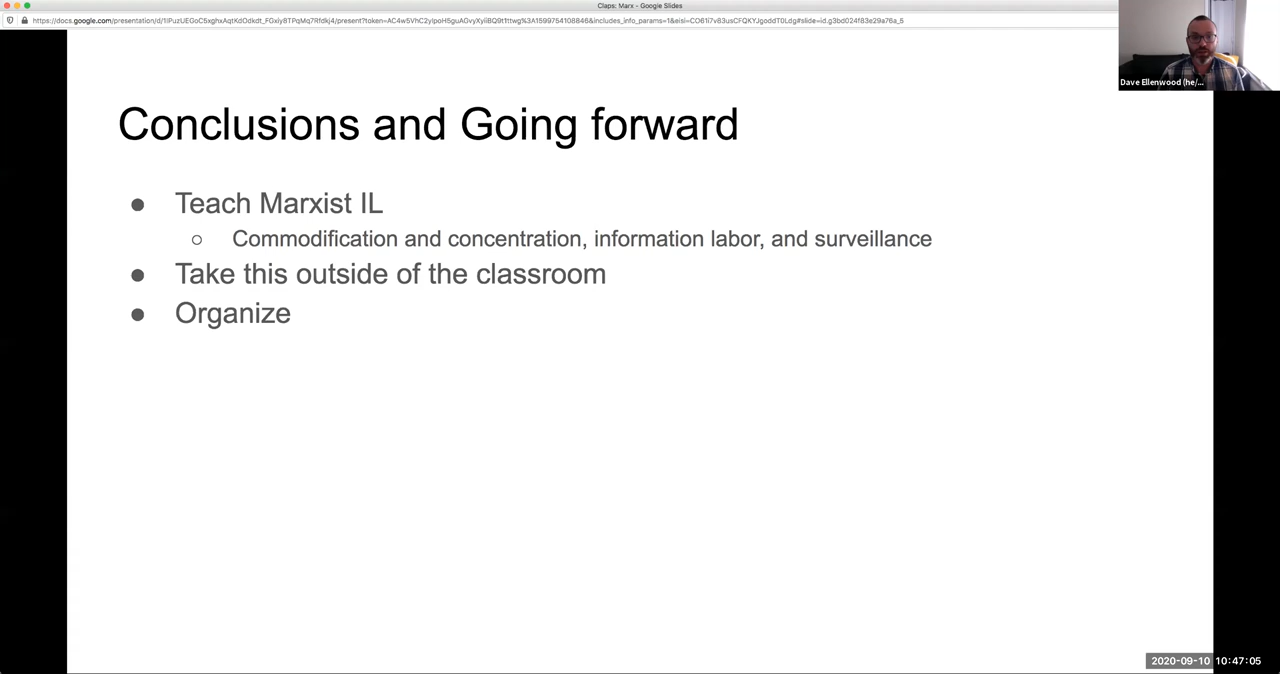 Claps: Marx - Google Slides
Dave Ellenwood (he/...
Conclusions and Going forward
● Teach Marxist IL
○ Commodification and concentration, information labor, and surveillance
● Take this outside of the classroom
● Organize
2020-09-10 10:47:05